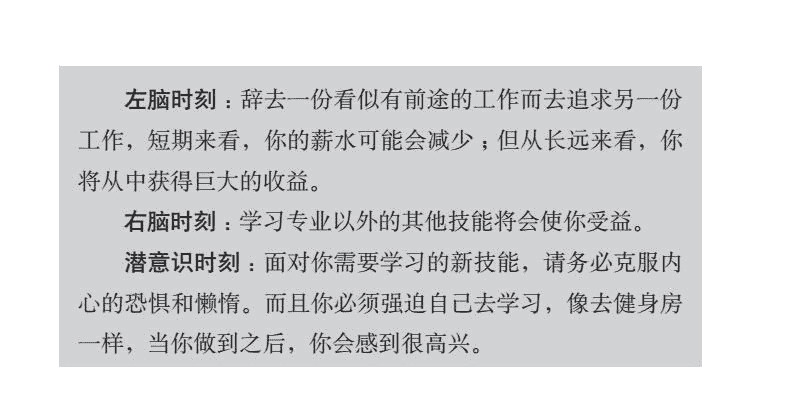 左脑时刻：辞去一份看似有前途的工作而去追求另一份
工作，短期来看，你的薪水可能会减少；但从长远来看，你
将从中获得巨大的收益。
右脑时刻：学习专业以外的其他技能将会使你受益。
潜意识时刻：面对你需要学习的新技能，请务必克服内
心的恐惧和懒惰。而且你必须强迫自己去学习，像去健身房
一样，当你做到之后，你会感到很高兴。